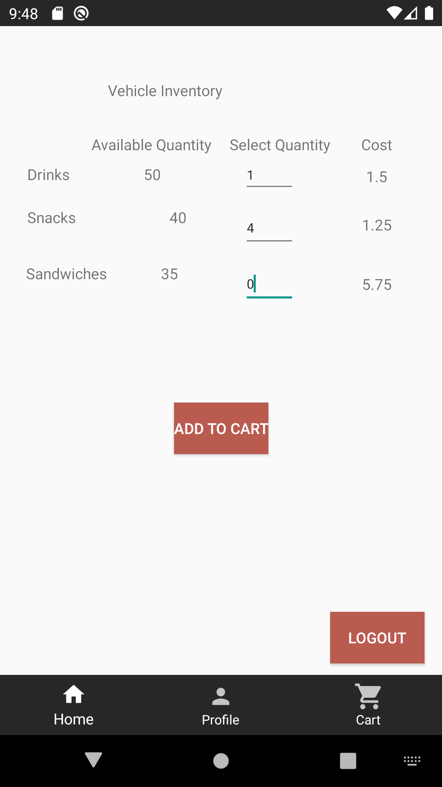 9:48
Vehicle Inventory
Available Quantity Select Quantity Cost
Drinks 50 1 1.5
Snacks 40 4 1.25
Sandwiches 35 0 5.75
ADD TO CART
LOGOUT
Home Profile Cart